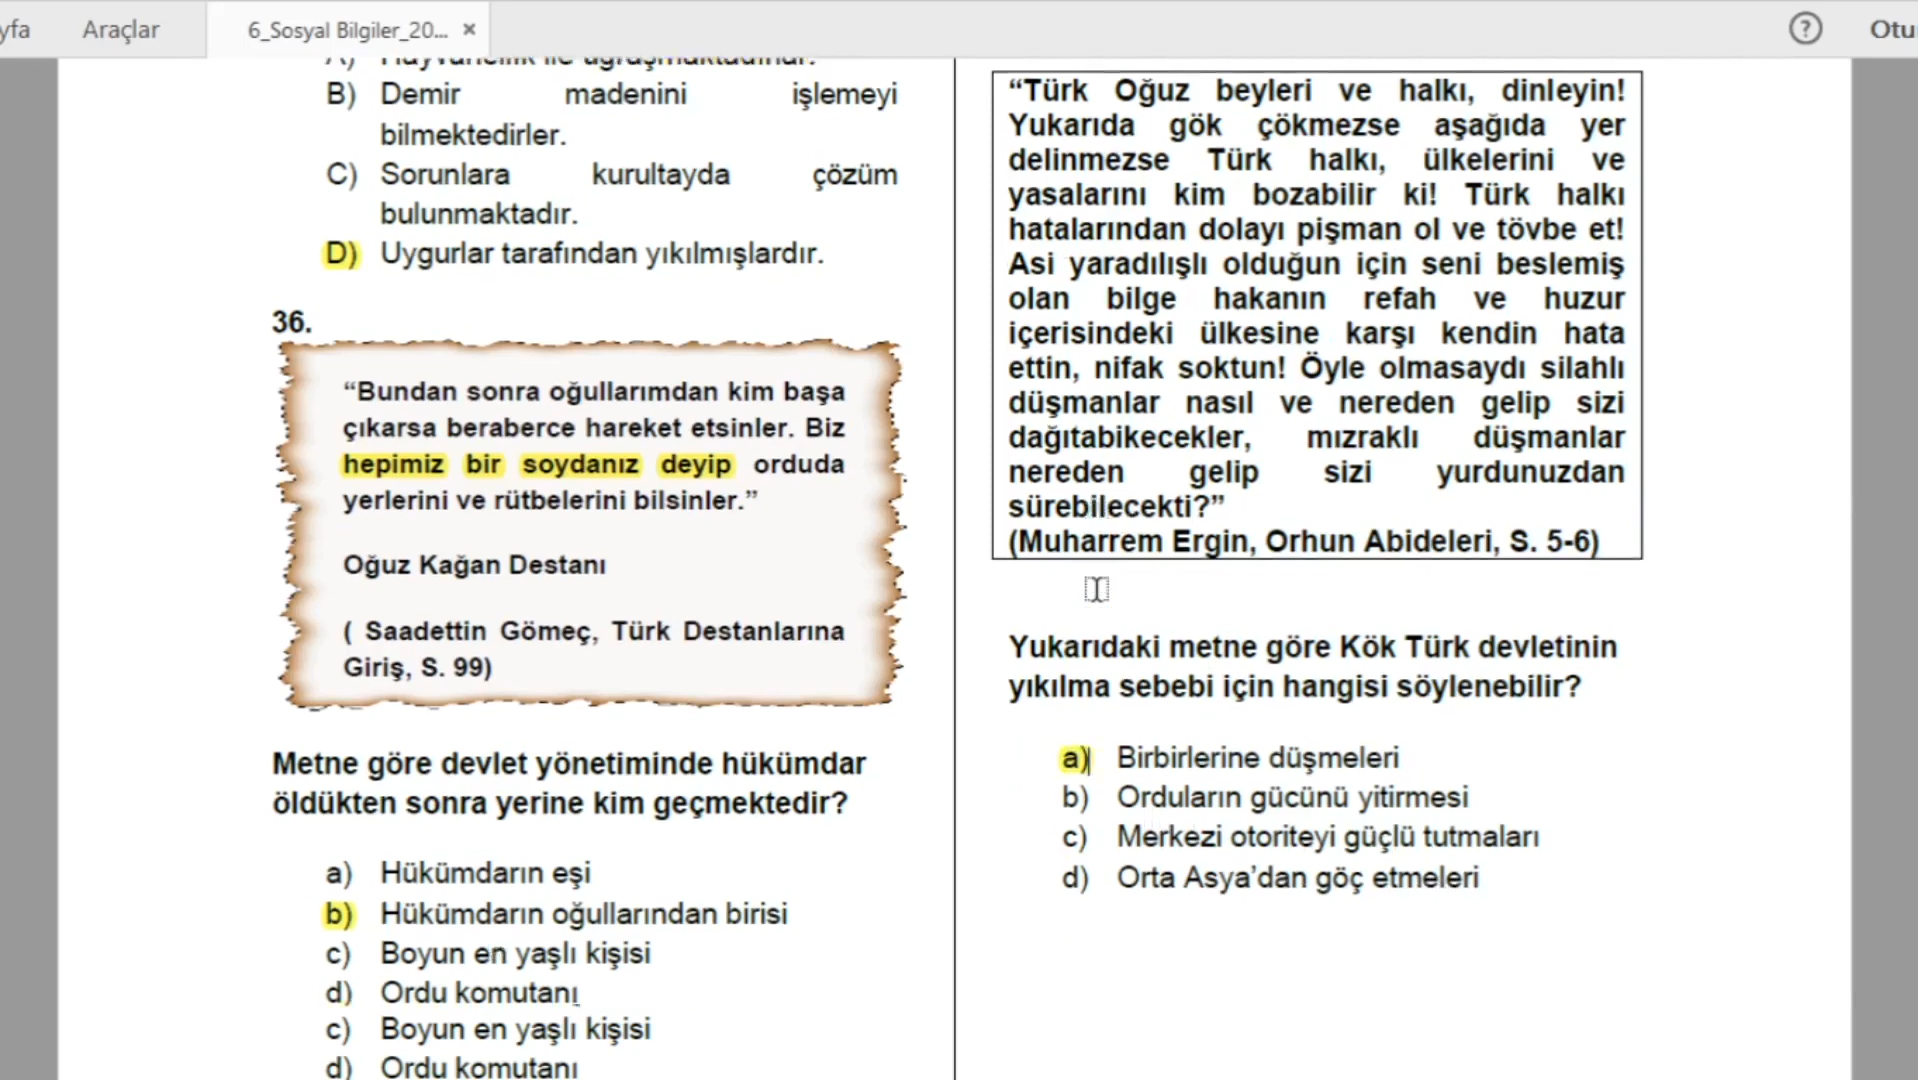 yfa Araçlar 6_Sosyal Bilgiler_20... × ? Otu
A) Hayvancılık ile uğraşmaktadırlar.
B) Demir madenini işlemeyi
bilmektedirler.
C) Sorunlara kurultayda çözüm
bulunmaktadır.
D) Uygurlar tarafından yıkılmışlardır.
36.
“Bundan sonra oğullarımdan kim başa
çıkarsa beraberce hareket etsinler. Biz
hepimiz bir soydanız deyip orduda
yerlerini ve rütbelerini bilsinler.”
Oğuz Kağan Destanı
( Saadettin Gömeç, Türk Destanlarına
Giriş, S. 99)
Metne göre devlet yönetiminde hükümdar
öldükten sonra yerine kim geçmektedir?
a) Hükümdarın eşi
b) Hükümdarın oğullarından birisi
c) Boyun en yaşlı kişisi
d) Ordu komutanı
c) Boyun en yaşlı kişisi
d) Ordu komutanı
“Türk Oğuz beyleri ve halkı, dinleyin!
Yukarıda gök çökmezse aşağıda yer
delinmezse Türk halkı, ülkelerini ve
yasalarını kim bozabilir ki! Türk halkı
hatalarından dolayı pişman ol ve tövbe et!
Asi yaradılışlı olduğun için seni beslemiş
olan bilge hakanın refah ve huzur
içerisindeki ülkesine karşı kendin hata
ettin, nifak soktun! Öyle olmasaydı silahlı
düşmanlar nasıl ve nereden gelip sizi
dağıtabikecekler, mızraklı düşmanlar
nereden gelip sizi yurdunuzdan
sürebilecekti?”
(Muharrem Ergin, Orhun Abideleri, S. 5-6)
Yukarıdaki metne göre Kök Türk devletinin
yıkılma sebebi için hangisi söylenebilir?
a) Birbirlerine düşmeleri
b) Orduların gücünü yitirmesi
c) Merkezi otoriteyi güçlü tutmaları
d) Orta Asya’dan göç etmeleri